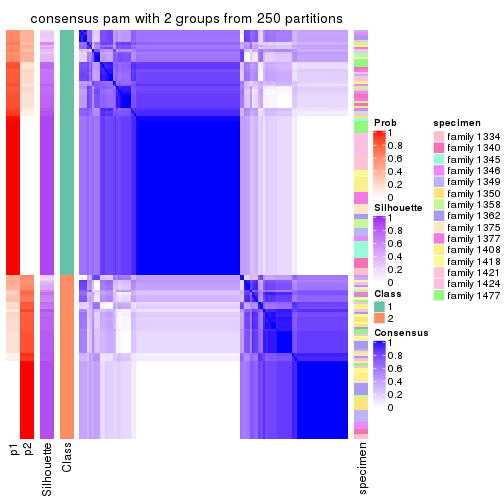 consensus pam with 2 groups from 250 partitions
p1
p2
Silhouette
Class
specimen
Prob
1
0.8
0.6
0.4
0.2
0
Silhouette
1
0.8
0.6
0.4
0.2
0
Class
1
2
Consensus
1
0.8
0.6
0.4
0.2
0
specimen
family 1334
family 1340
family 1345
family 1346
family 1349
family 1350
family 1358
family 1362
family 1375
family 1377
family 1408
family 1418
family 1421
family 1424
family 1477